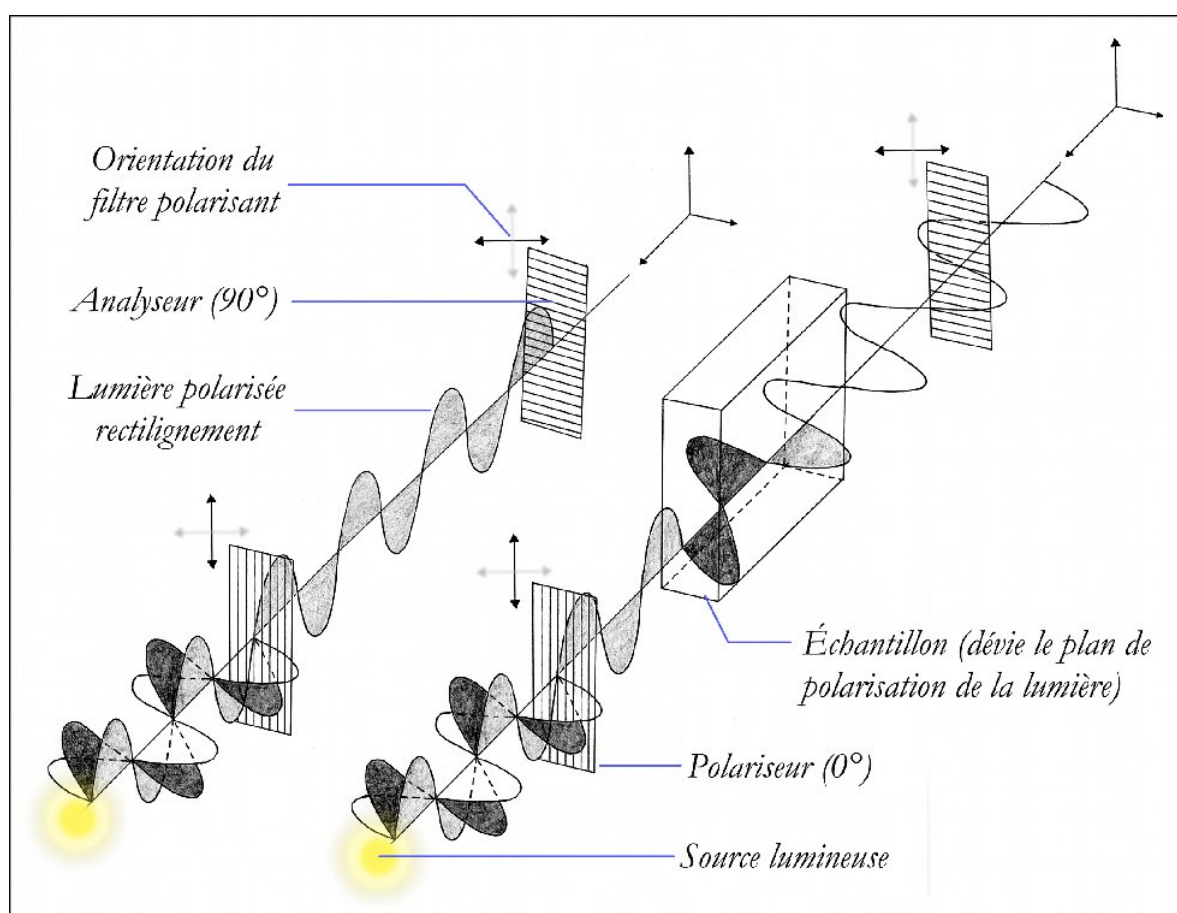 Orientation du
filtre polarisant
Analyseur (90°)
Lumière polarisée
rectilignement
Échantillon (dévie le plan de
polarisation de la lumière)
Polariseur (0°)
Source lumineuse